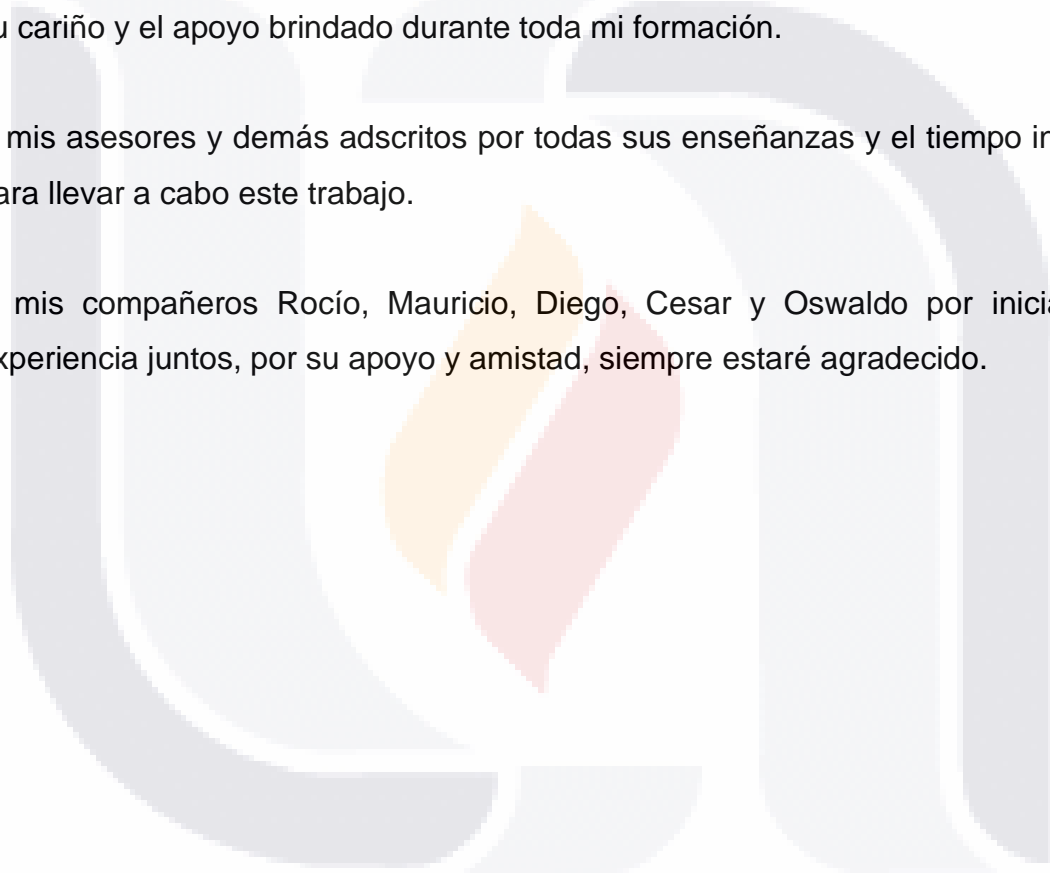 u cariño y el apoyo brindado durante toda mi formación.
mis asesores y demás adscritos por todas sus enseñanzas y el tiempo in
ara llevar a cabo este trabajo.
mis compañeros Rocío, Mauricio, Diego, Cesar y Oswaldo por inicia
xperiencia juntos, por su apoyo y amistad, siempre estaré agradecido.